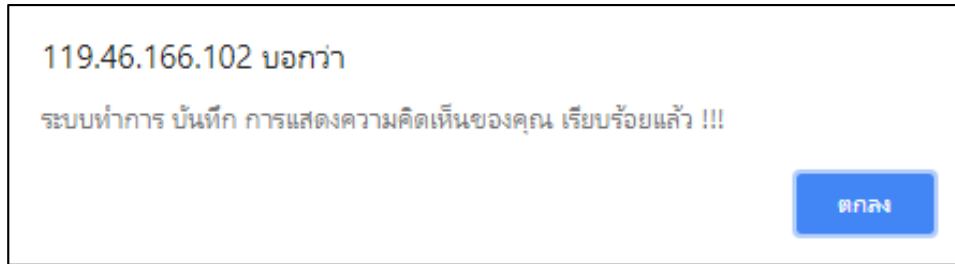 119.46.166.102 บอกว่า
ระบบทำการ บันทึก การแสดงความคิดเห็นของคุณ เรียบร้อยแล้ว !!!
ตกลง